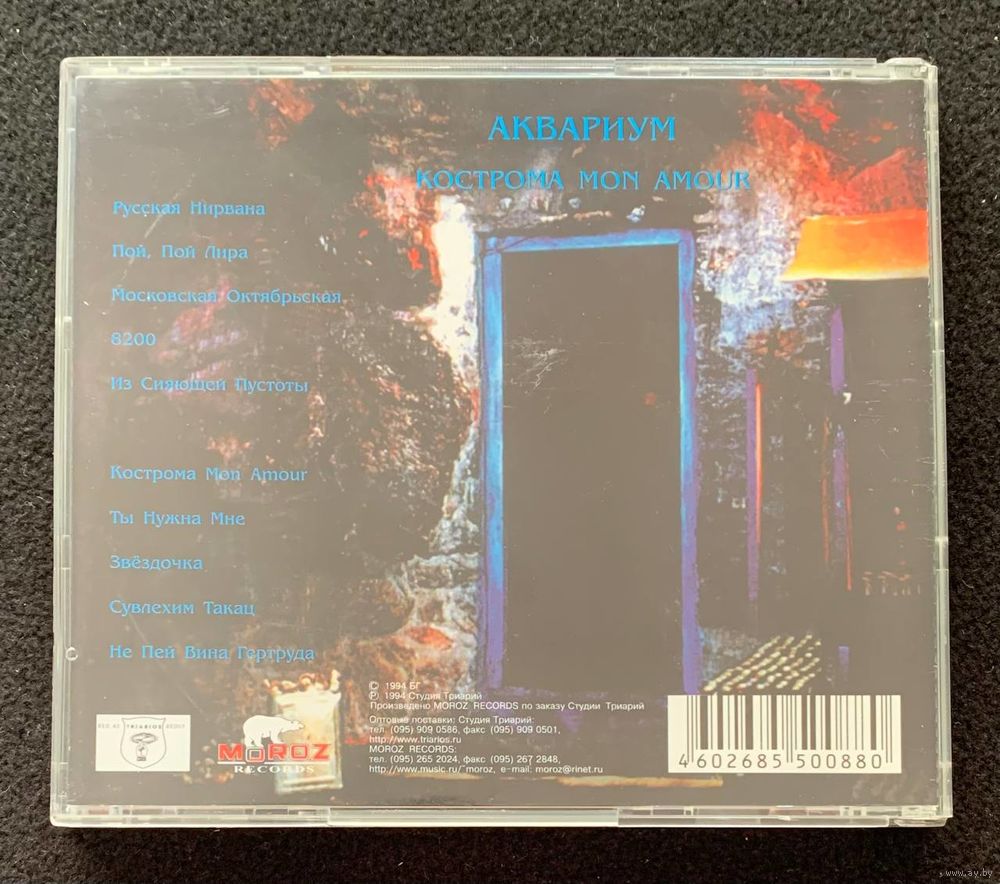 АКВАРИУМ
КОСТРОМА MON AMOUR
Русская Нирвана
Пой, Пой Лира
Московская Октябрьская
8200
Из Сияющей Пустоты
Кострома Mon Amour
Ты Нужна Мне
Звёздочка
Сувлехим Такац
Не Пей Вина Гертруда
© 1994 БГ
℗ 1994 Студия Триарий
Произведено MOROZ RECORDS по заказу Студии Триарий
Оптовые поставки: Студия Триарий:
тел. (095) 909 0586, факс (095) 909 0501,
http://www.triarios.ru
MOROZ RECORDS:
тел. (095) 265 2024, факс (095) 267 2848,
http://www.music.ru/~moroz, e-mail: moroz@rinet.ru
TRIARIOS
MOROZ
RECORDS
4 602685 500880
www.ay.by